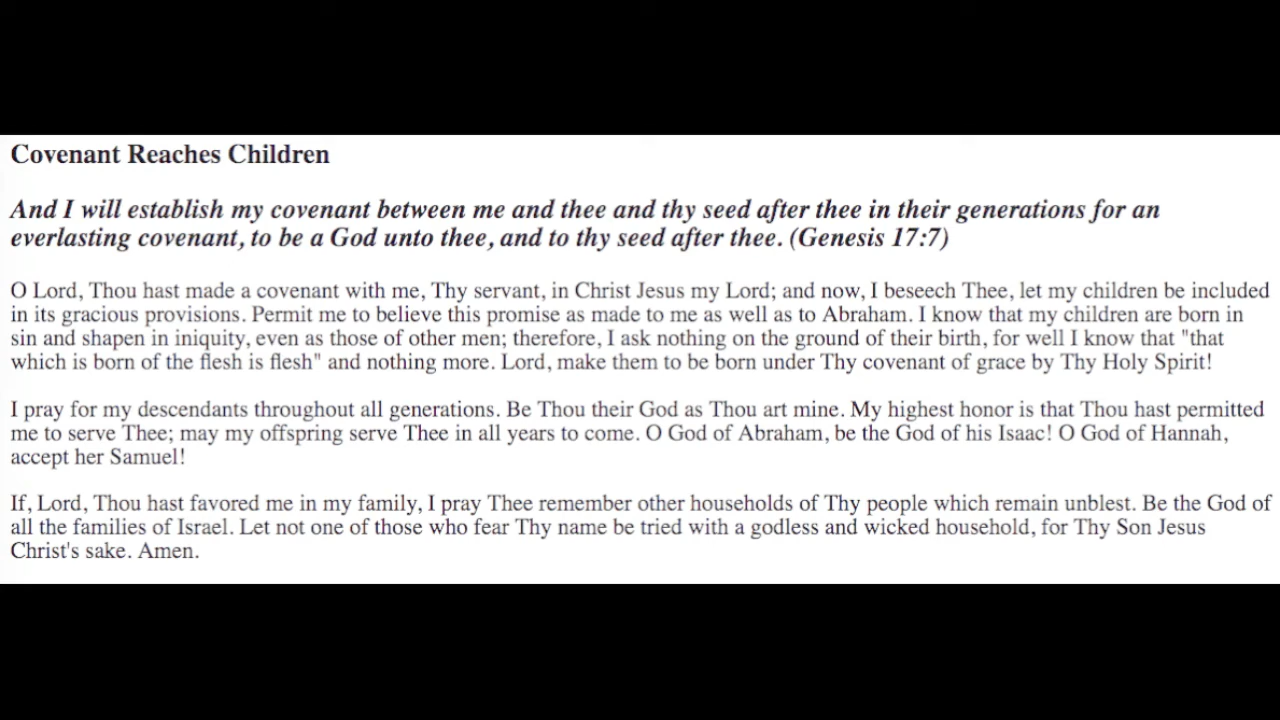 Covenant Reaches Children
And I will establish my covenant between me and thee and thy seed after thee in their generations for an
everlasting covenant, to be a God unto thee, and to thy seed after thee. (Genesis 17:7)
O Lord, Thou hast made a covenant with me, Thy servant, in Christ Jesus my Lord; and now, I beseech Thee, let my children be included
in its gracious provisions. Permit me to believe this promise as made to me as well as to Abraham. I know that my children are born in
sin and shapen in iniquity, even as those of other men; therefore, I ask nothing on the ground of their birth, for well I know that "that
which is born of the flesh is flesh" and nothing more. Lord, make them to be born under Thy covenant of grace by Thy Holy Spirit!
I pray for my descendants throughout all generations. Be Thou their God as Thou art mine. My highest honor is that Thou hast permitted
me to serve Thee; may my offspring serve Thee in all years to come. O God of Abraham, be the God of his Isaac! O God of Hannah,
accept her Samuel!
If, Lord, Thou hast favored me in my family, I pray Thee remember other households of Thy people which remain unblest. Be the God of
all the families of Israel. Let not one of those who fear Thy name be tried with a godless and wicked household, for Thy Son Jesus
Christ's sake. Amen.